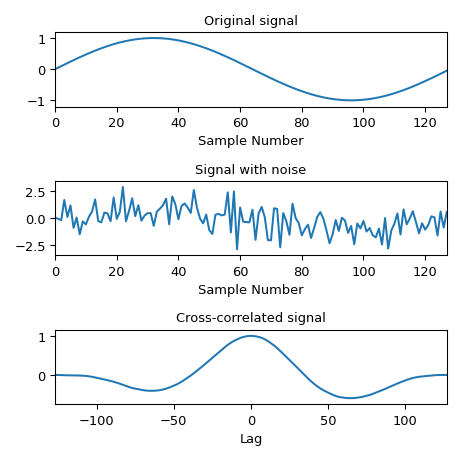 Original signal
1
0
−1
0 20 40 60 80 100 120
Sample Number
Signal with noise
2.5
0.0
−2.5
0 20 40 60 80 100 120
Sample Number
Cross-correlated signal
1
0
−100 −50 0 50 100
Lag